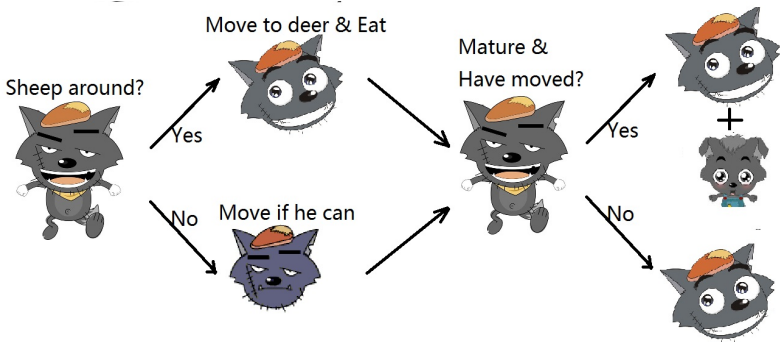 Move to deer & Eat
Mature &
Have moved?
Sheep around?
Yes
Yes
No
Move if he can
No